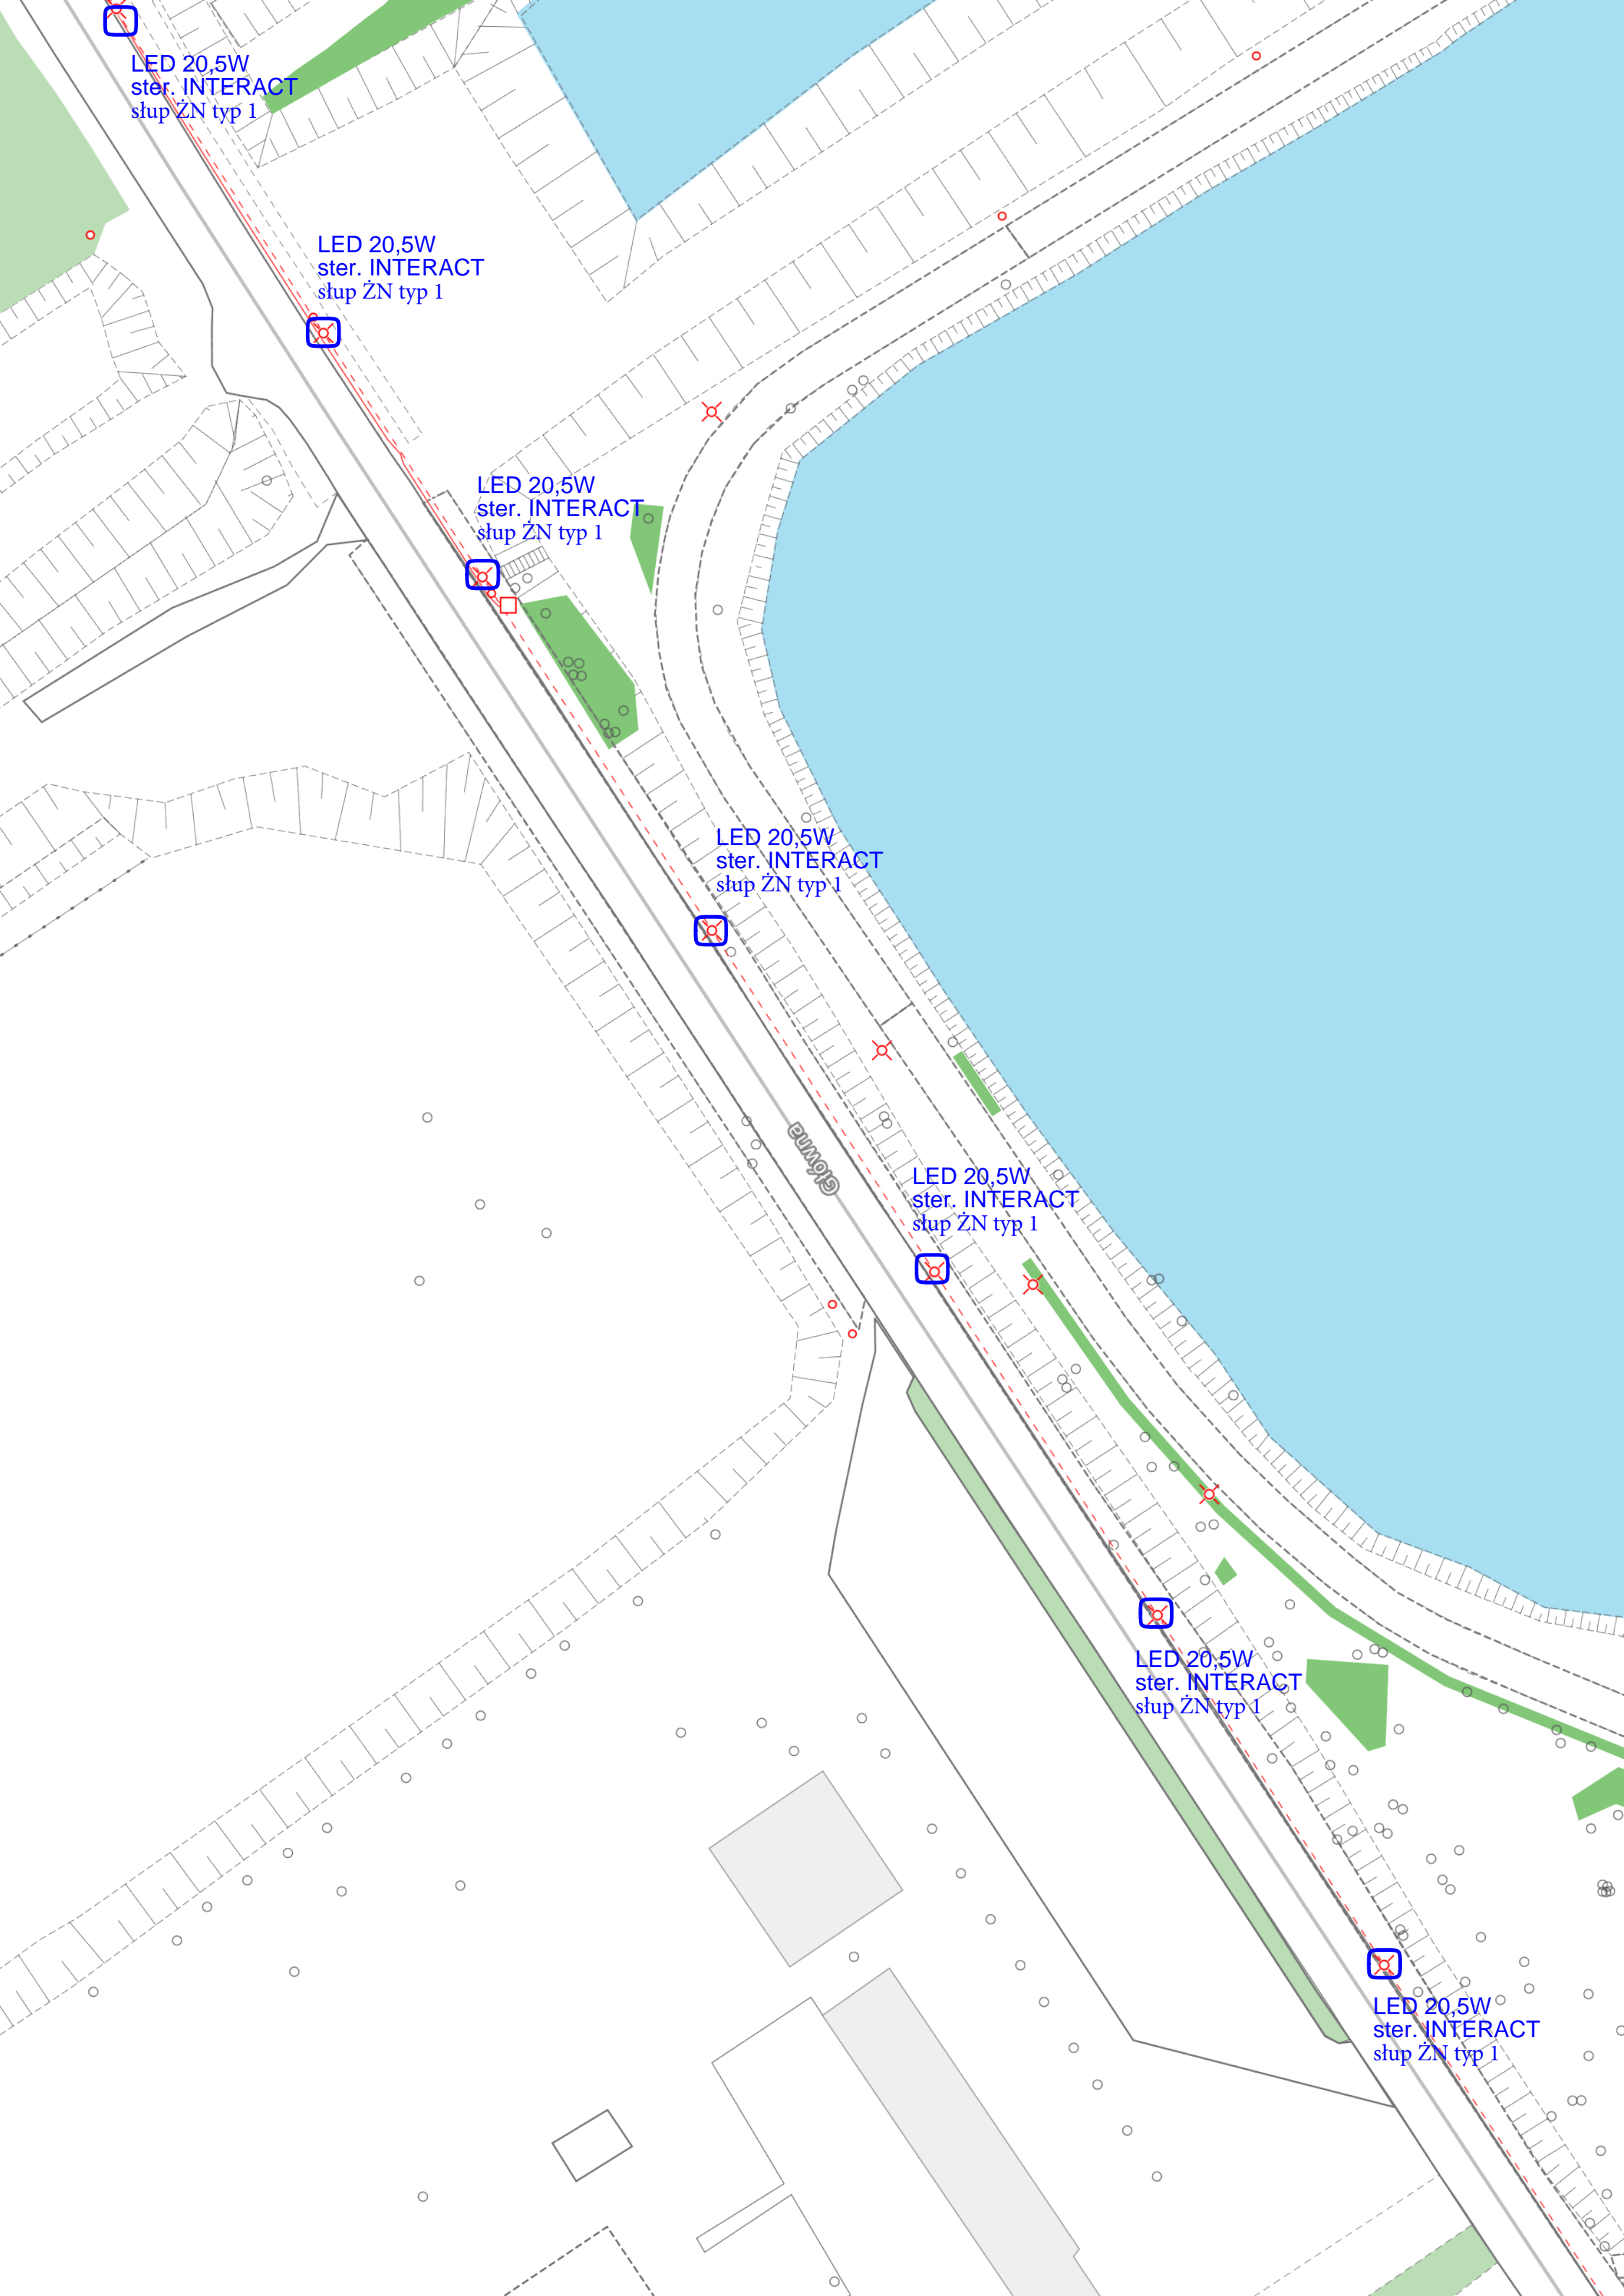 LED 20,5W
ster. INTERACT
słup ŻN typ 1
LED 20,5W
ster. INTERACT
słup ŻN typ 1
LED 20,5W
ster. INTERACT
słup ŻN typ 1
LED 20,5W
ster. INTERACT
słup ŻN typ 1
Główna
LED 20,5W
ster. INTERACT
słup ŻN typ 1
LED 20,5W
ster. INTERACT
słup ŻN typ 1
LED 20,5W
ster. INTERACT
słup ŻN typ 1